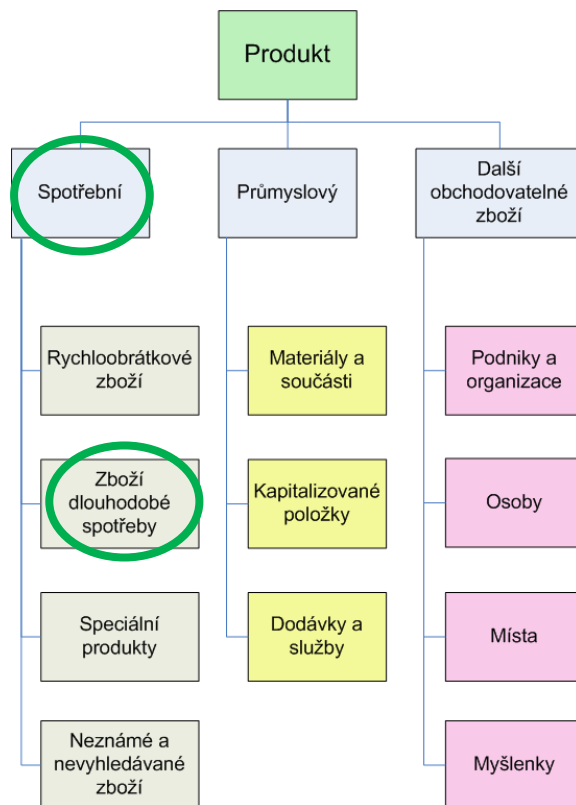 Produkt
Spotřební
Průmyslový
Další
obchodovatelné
zboží
Rychloobrátkové
zboží
Materiály a
součásti
Podniky a
organizace
Zboží
dlouhodobé
spotřeby
Kapitalizované
položky
Osoby
Speciální
produkty
Dodávky a
služby
Místa
Neznámé a
nevyhledávané
zboží
Myšlenky